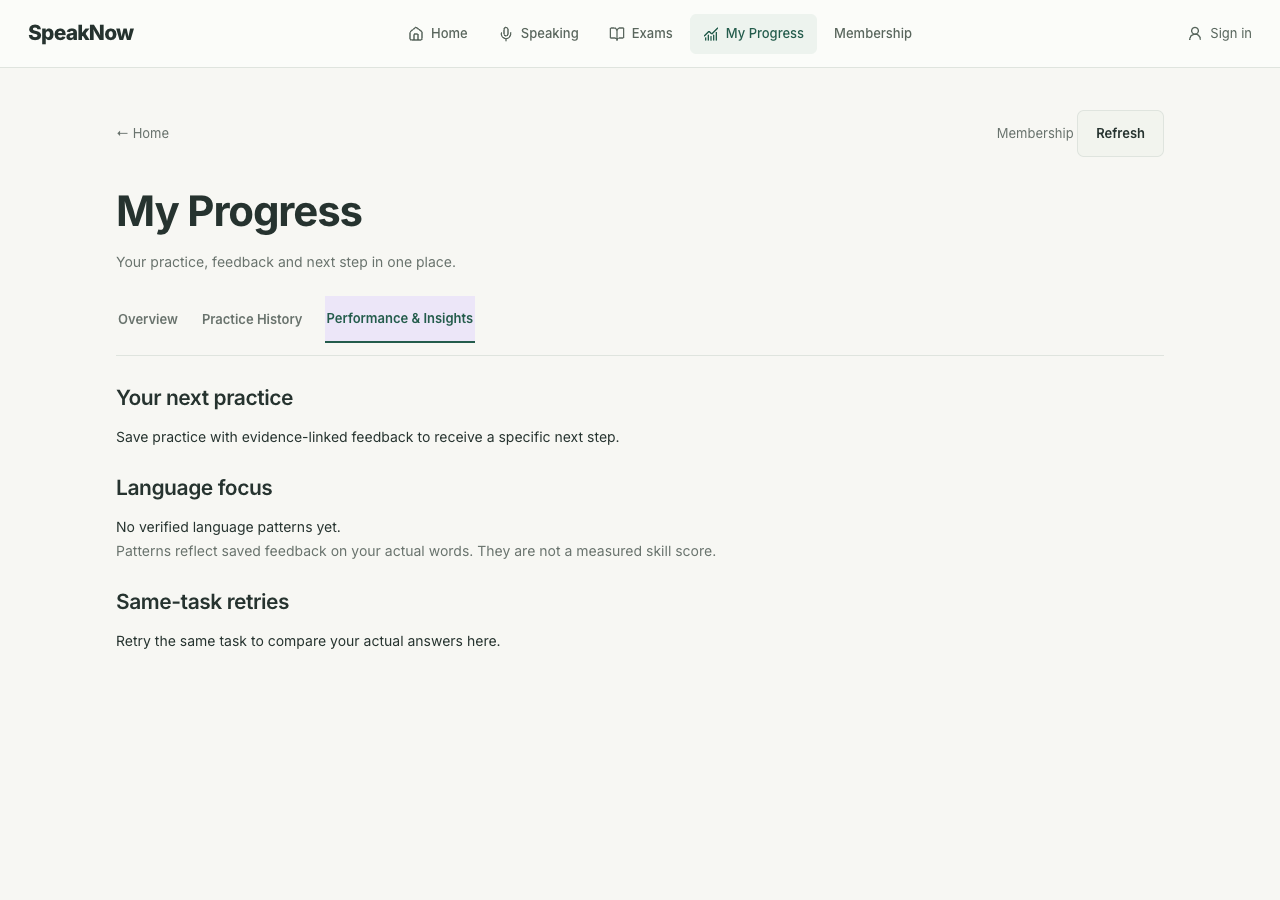 SpeakNow
Home
Speaking
Exams
My Progress
Membership
Sign in
← Home
Membership
Refresh
My Progress
Your practice, feedback and next step in one place.
Overview
Practice History
Performance & Insights
Your next practice
Save practice with evidence-linked feedback to receive a specific next step.
Language focus
No verified language patterns yet.
Patterns reflect saved feedback on your actual words. They are not a measured skill score.
Same-task retries
Retry the same task to compare your actual answers here.